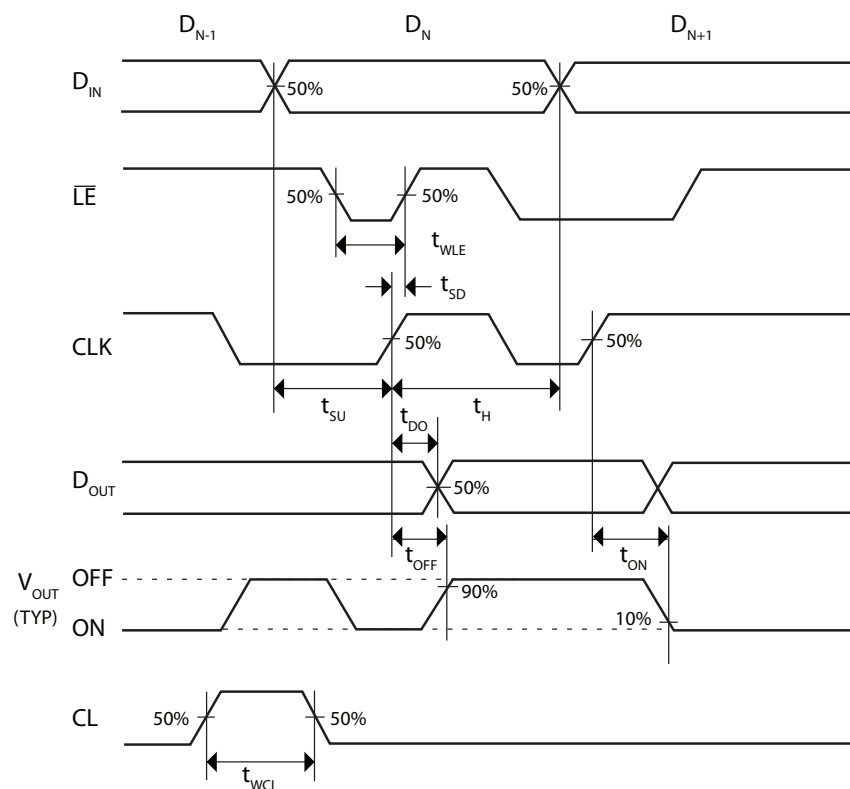 D_N-1 D_N D_N+1
D_IN 50% 50%
L̅E̅ 50% 50%
t_WLE
t_SD
CLK 50% 50%
t_SU t_H
t_DO
D_OUT 50%
t_OFF t_ON
V_OUT OFF
90%
(TYP)
10%
ON
CL 50% 50%
t_WCL